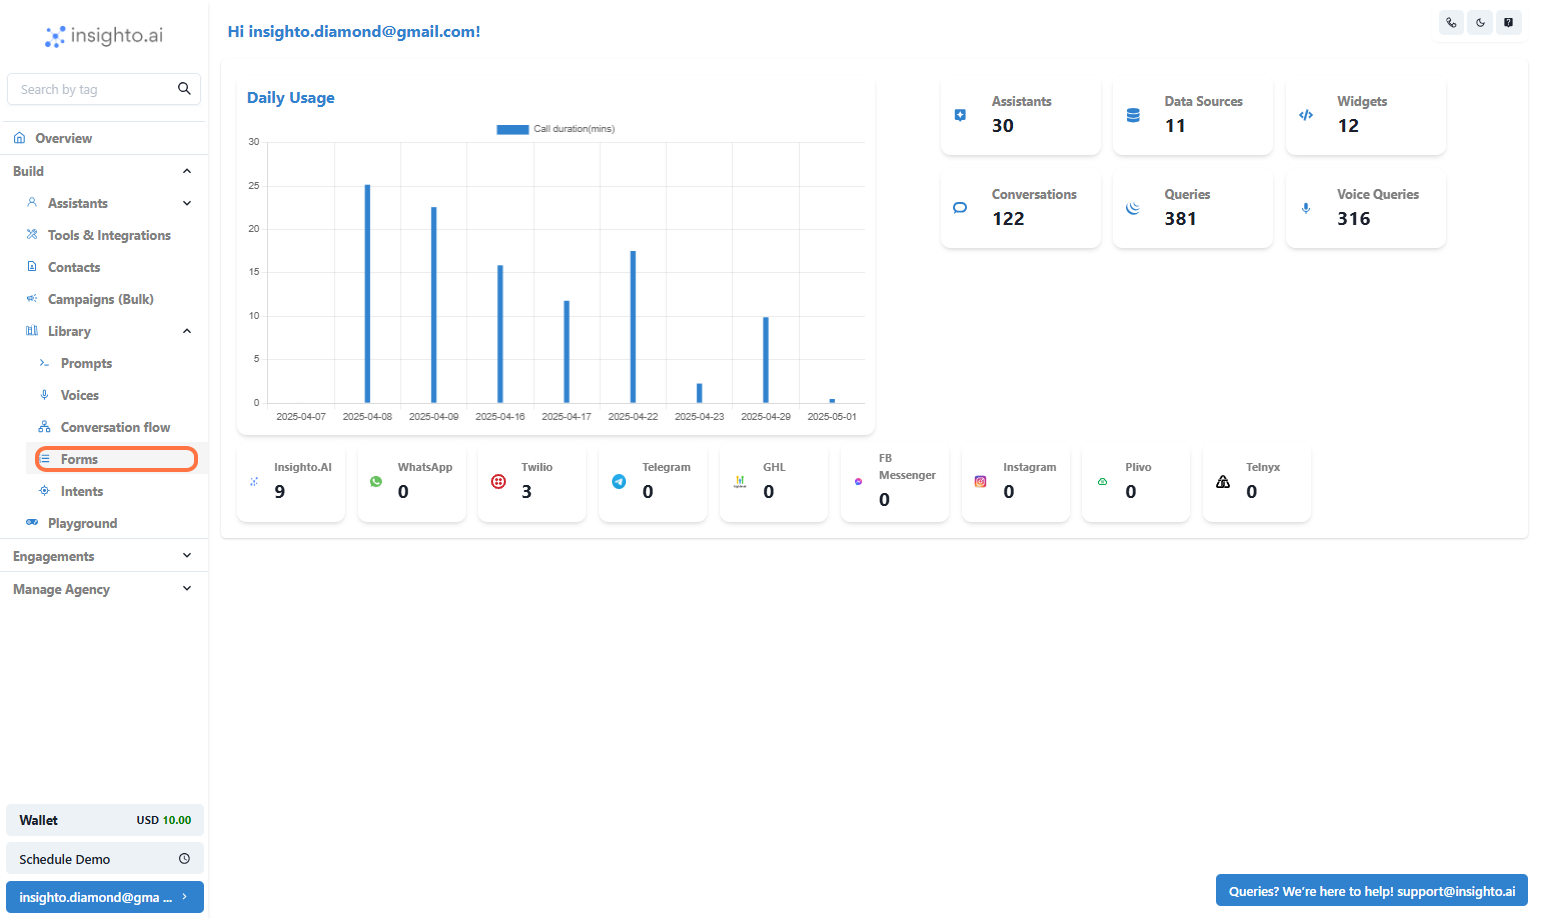 insighto.ai
Search by tag
Overview
Build
Assistants
Tools & Integrations
Contacts
Campaigns (Bulk)
Library
Prompts
Voices
Conversation flow
Forms
Intents
Playground
Engagements
Manage Agency
Wallet USD 10.00
Schedule Demo
insighto.diamond@gma ...
Hi insighto.diamond@gmail.com!
Daily Usage
Call duration(mins)
30
25
20
15
10
5
0
2025-04-07 2025-04-08 2025-04-09 2025-04-16 2025-04-17 2025-04-22 2025-04-23 2025-04-29 2025-05-01
Assistants
30
Data Sources
11
Widgets
12
Conversations
122
Queries
381
Voice Queries
316
Insighto.AI
9
WhatsApp
0
Twilio
3
Telegram
0
GHL
0
FB
Messenger
0
Instagram
0
Plivo
0
Telnyx
0
Queries? We're here to help! support@insighto.ai